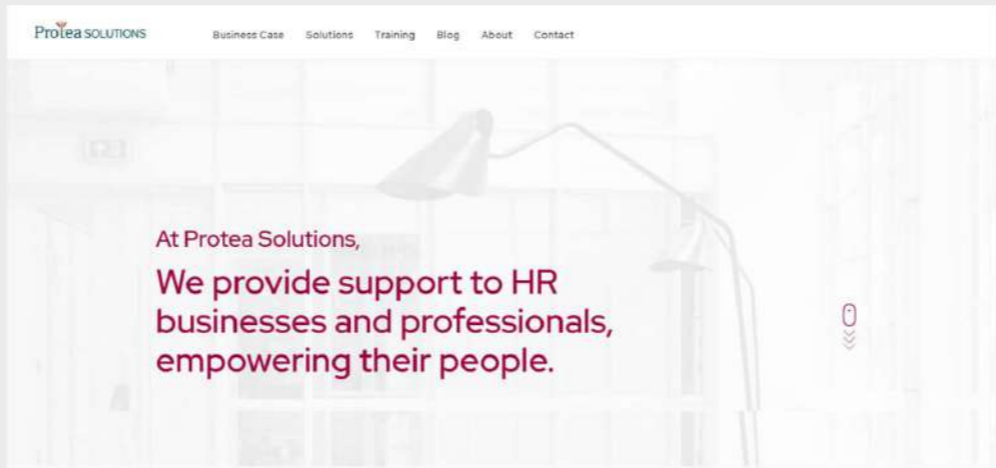 Protea SOLUTIONS
Business Case Solutions Training Blog About Contact
At Protea Solutions,
We provide support to HR
businesses and professionals,
empowering their people.